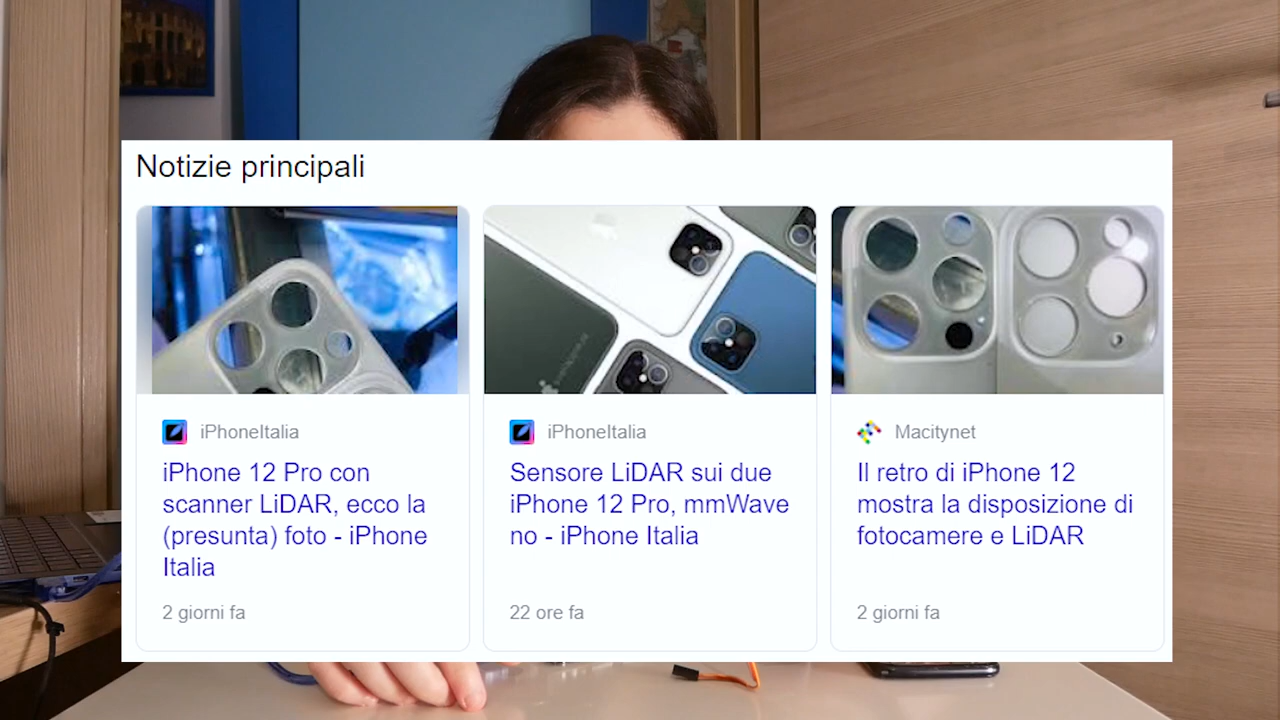 Notizie principali
iPhoneItalia
iPhone 12 Pro con
scanner LiDAR, ecco la
(presunta) foto - iPhone
Italia
2 giorni fa
iPhoneItalia
Sensore LiDAR sui due
iPhone 12 Pro, mmWave
no - iPhone Italia
22 ore fa
Macitynet
Il retro di iPhone 12
mostra la disposizione di
fotocamere e LiDAR
2 giorni fa